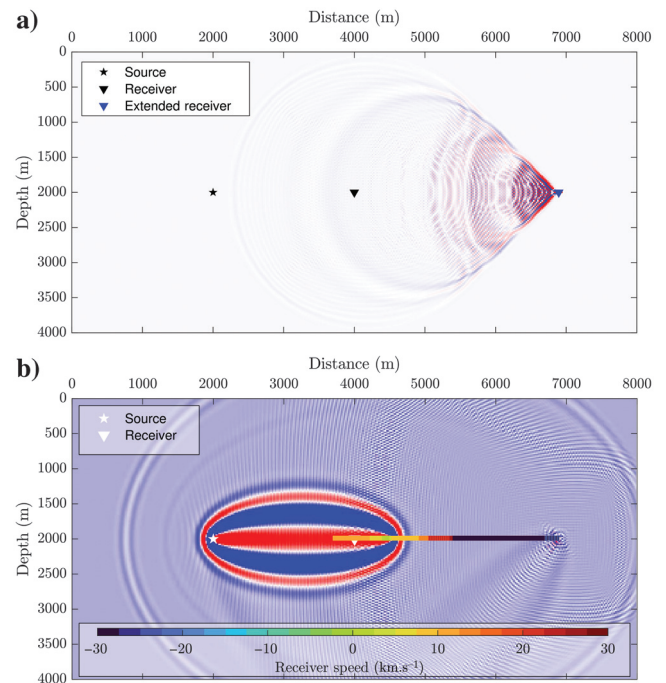 a)
Distance (m)
0 1000 2000 3000 4000 5000 6000 7000 8000
0
500
1000
1500
2000
2500
3000
3500
4000
Depth (m)
Source
Receiver
Extended receiver
b)
Distance (m)
0 1000 2000 3000 4000 5000 6000 7000 8000
0
500
1000
1500
2000
2500
3000
3500
4000
Depth (m)
Source
Receiver
−30 −20 −10 0 10 20 30
Receiver speed (km.s⁻¹)